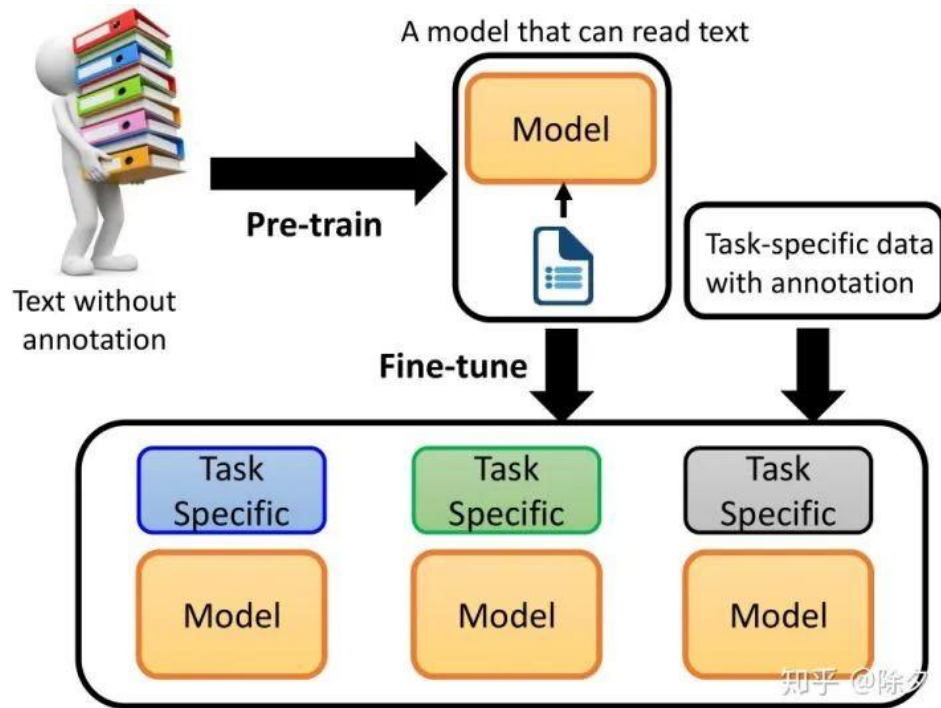 A model that can read text
Model
Pre-train
Text without
annotation
Task-specific data
with annotation
Fine-tune
Task
Specific
Task
Specific
Task
Specific
Model
Model
Model
知乎 @除夕